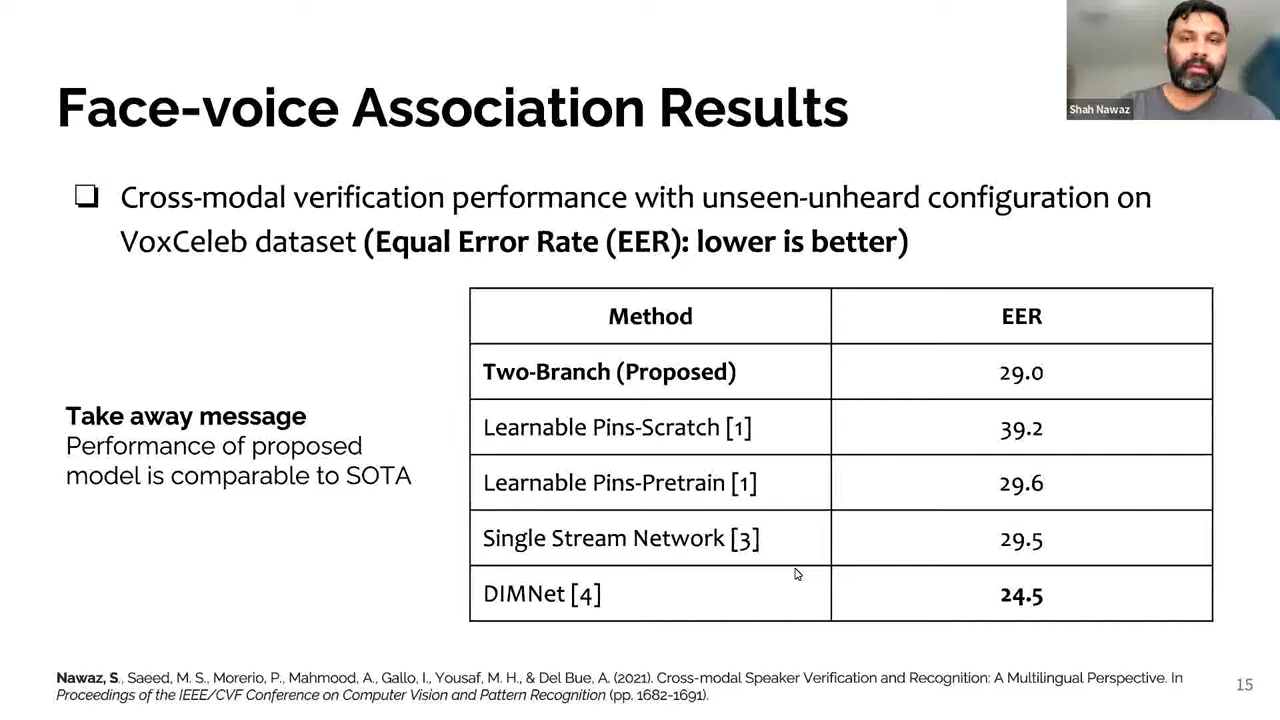 Shah Nawaz
Face-voice Association Results
❏ Cross-modal verification performance with unseen-unheard configuration on
VoxCeleb dataset (Equal Error Rate (EER): lower is better)
Method EER
Two-Branch (Proposed) 29.0
Learnable Pins-Scratch [1] 39.2
Learnable Pins-Pretrain [1] 29.6
Single Stream Network [3] 29.5
DIMNet [4] 24.5
Take away message
Performance of proposed
model is comparable to SOTA
Nawaz, S., Saeed, M. S., Morerio, P., Mahmood, A., Gallo, I., Yousaf, M. H., & Del Bue, A. (2021). Cross-modal Speaker Verification and Recognition: A Multilingual Perspective. In
Proceedings of the IEEE/CVF Conference on Computer Vision and Pattern Recognition (pp. 1682-1691).
15